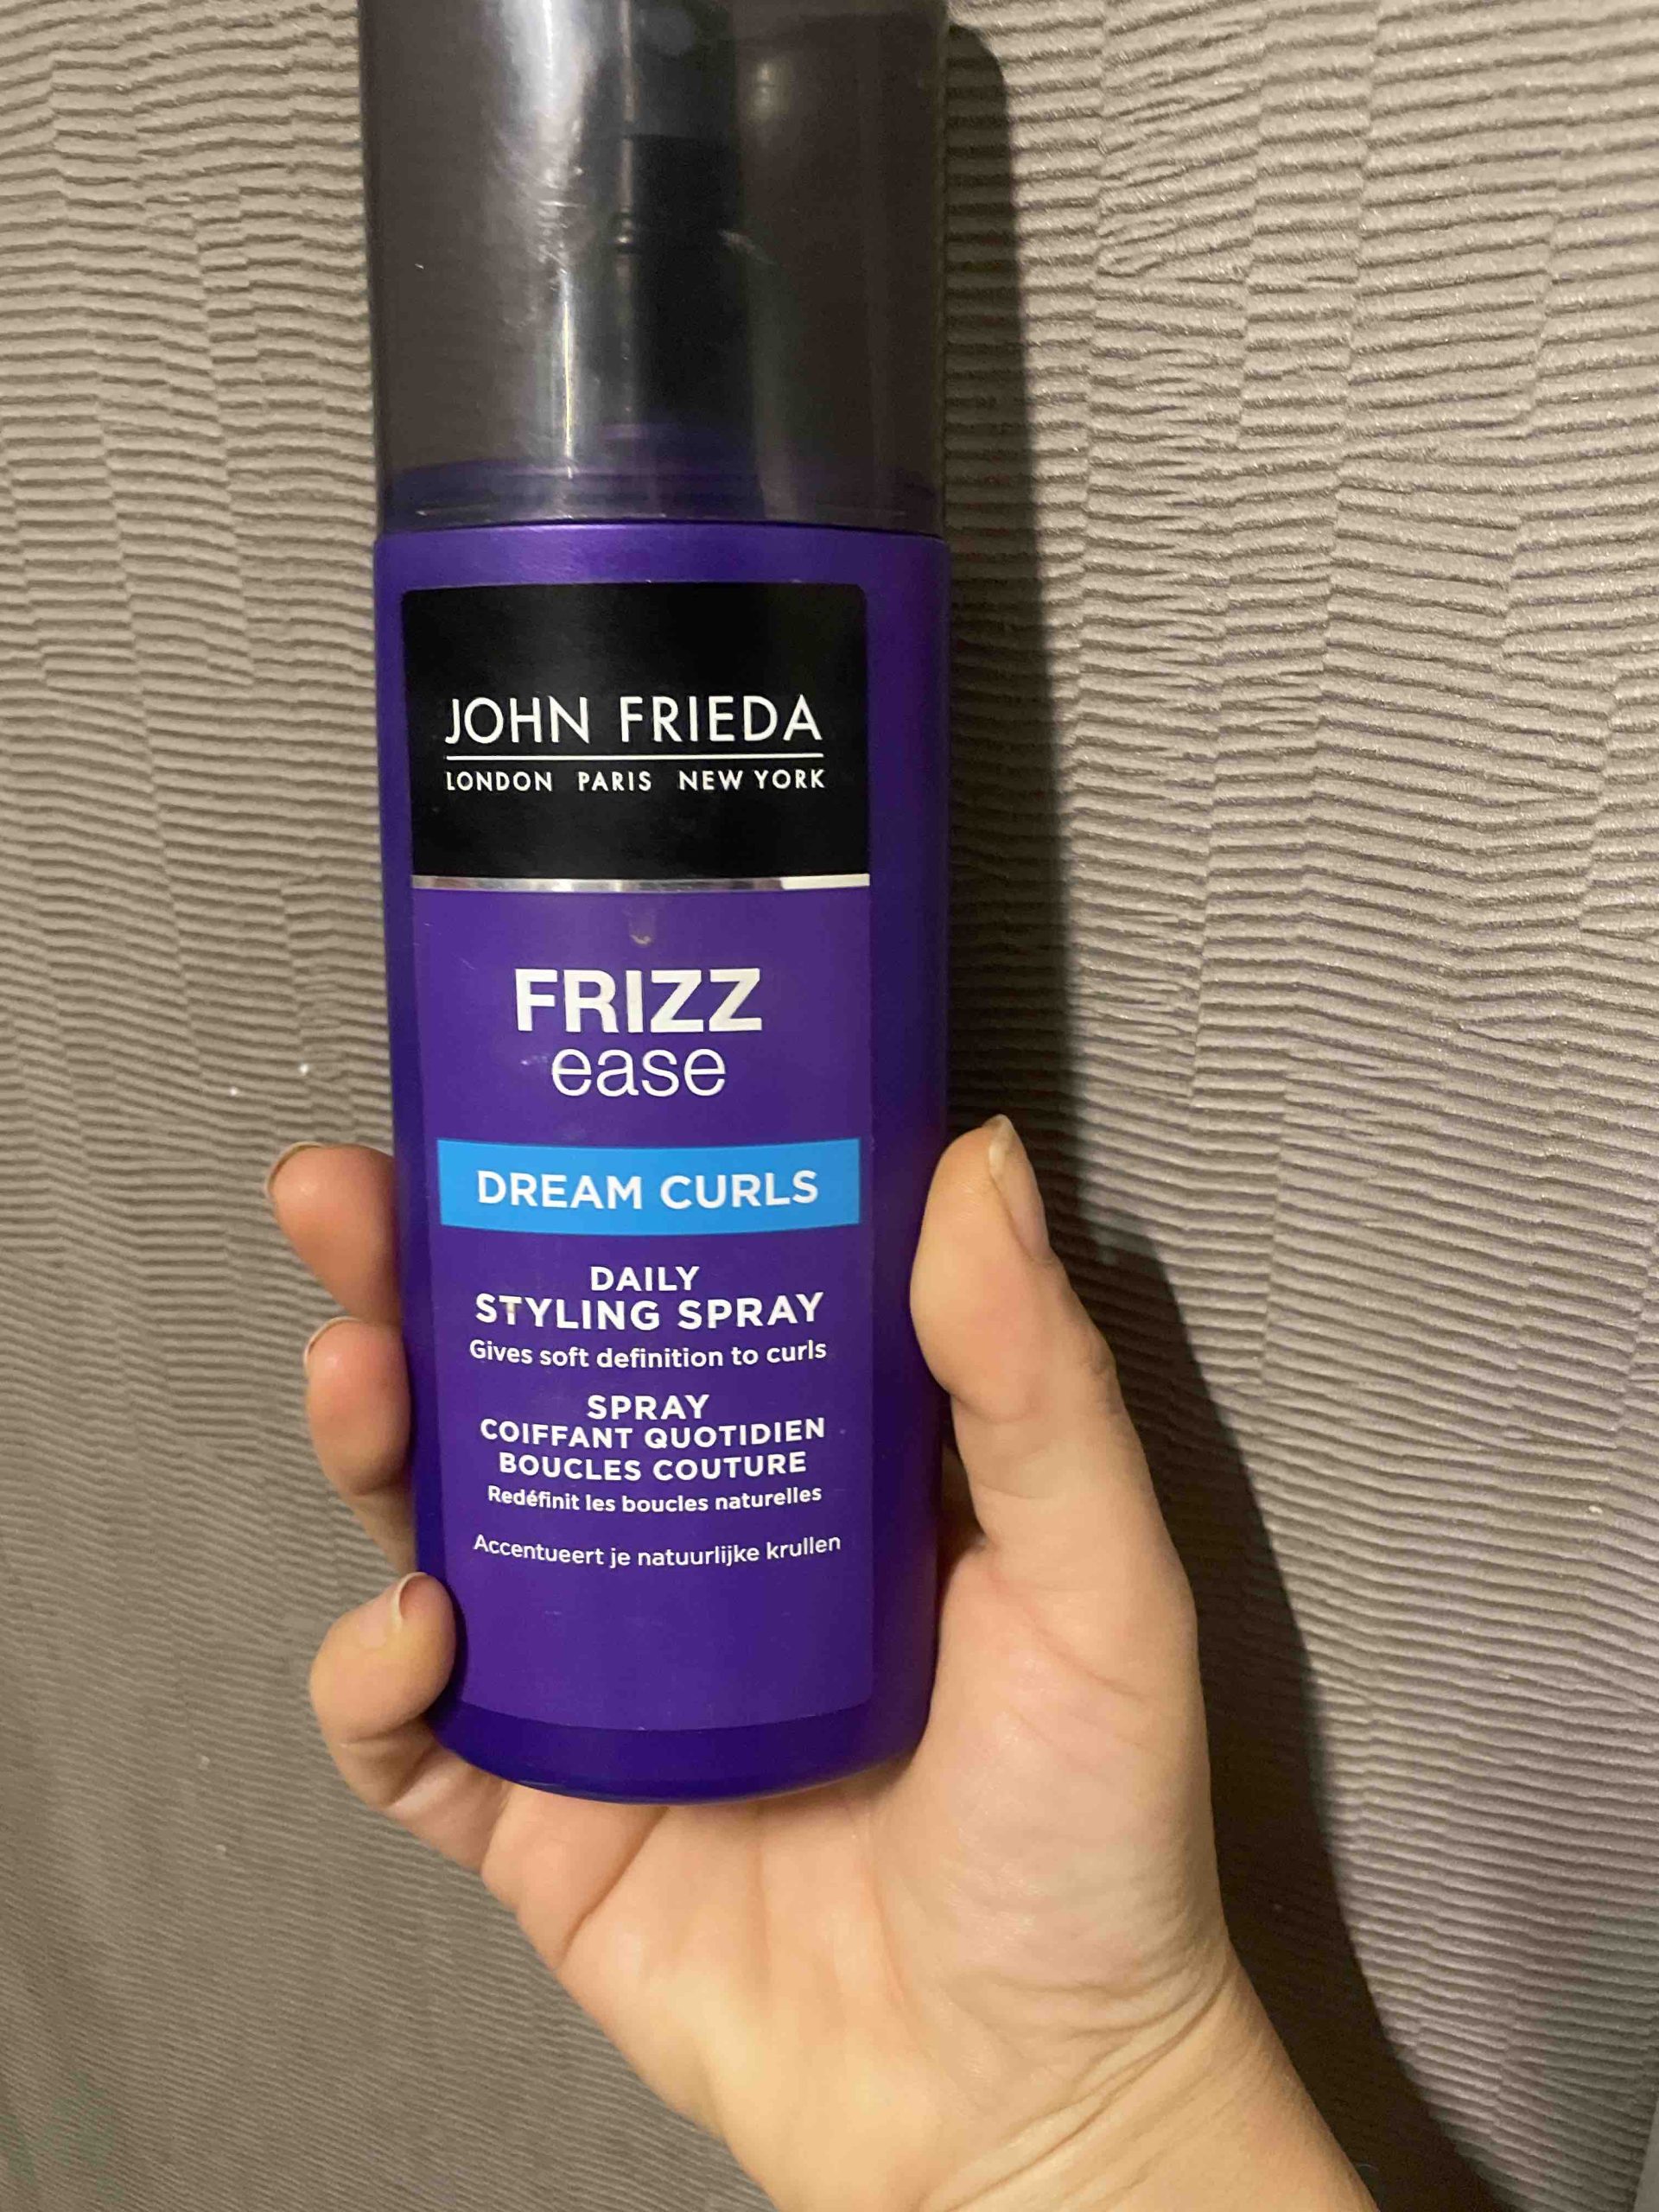 JOHN FRIEDA
LONDON PARIS NEW YORK
FRIZZ
ease
DREAM CURLS
DAILY
STYLING SPRAY
Gives soft definition to curls
SPRAY
COIFFANT QUOTIDIEN
BOUCLES COUTURE
Redéfinit les boucles naturelles
Accentueert je natuurlijke krullen